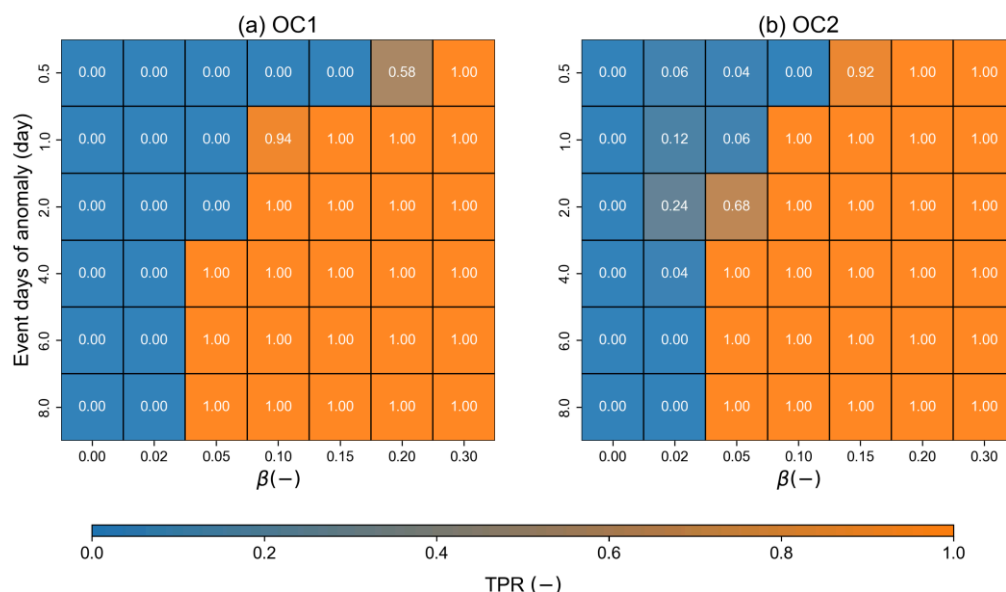 (a) OC1
(b) OC2
Event days of anomaly (day)
0.5 0.00 0.00 0.00 0.00 0.00 0.58 1.00
1.0 0.00 0.00 0.00 0.94 1.00 1.00 1.00
2.0 0.00 0.00 0.00 1.00 1.00 1.00 1.00
4.0 0.00 0.00 1.00 1.00 1.00 1.00 1.00
6.0 0.00 0.00 1.00 1.00 1.00 1.00 1.00
8.0 0.00 0.00 1.00 1.00 1.00 1.00 1.00
0.00 0.02 0.05 0.10 0.15 0.20 0.30
β(−)
0.5 0.00 0.06 0.04 0.00 0.92 1.00 1.00
1.0 0.00 0.12 0.06 1.00 1.00 1.00 1.00
2.0 0.00 0.24 0.68 1.00 1.00 1.00 1.00
4.0 0.00 0.04 1.00 1.00 1.00 1.00 1.00
6.0 0.00 0.00 1.00 1.00 1.00 1.00 1.00
8.0 0.00 0.00 1.00 1.00 1.00 1.00 1.00
0.00 0.02 0.05 0.10 0.15 0.20 0.30
β(−)
0.0 0.2 0.4 0.6 0.8 1.0
TPR (−)